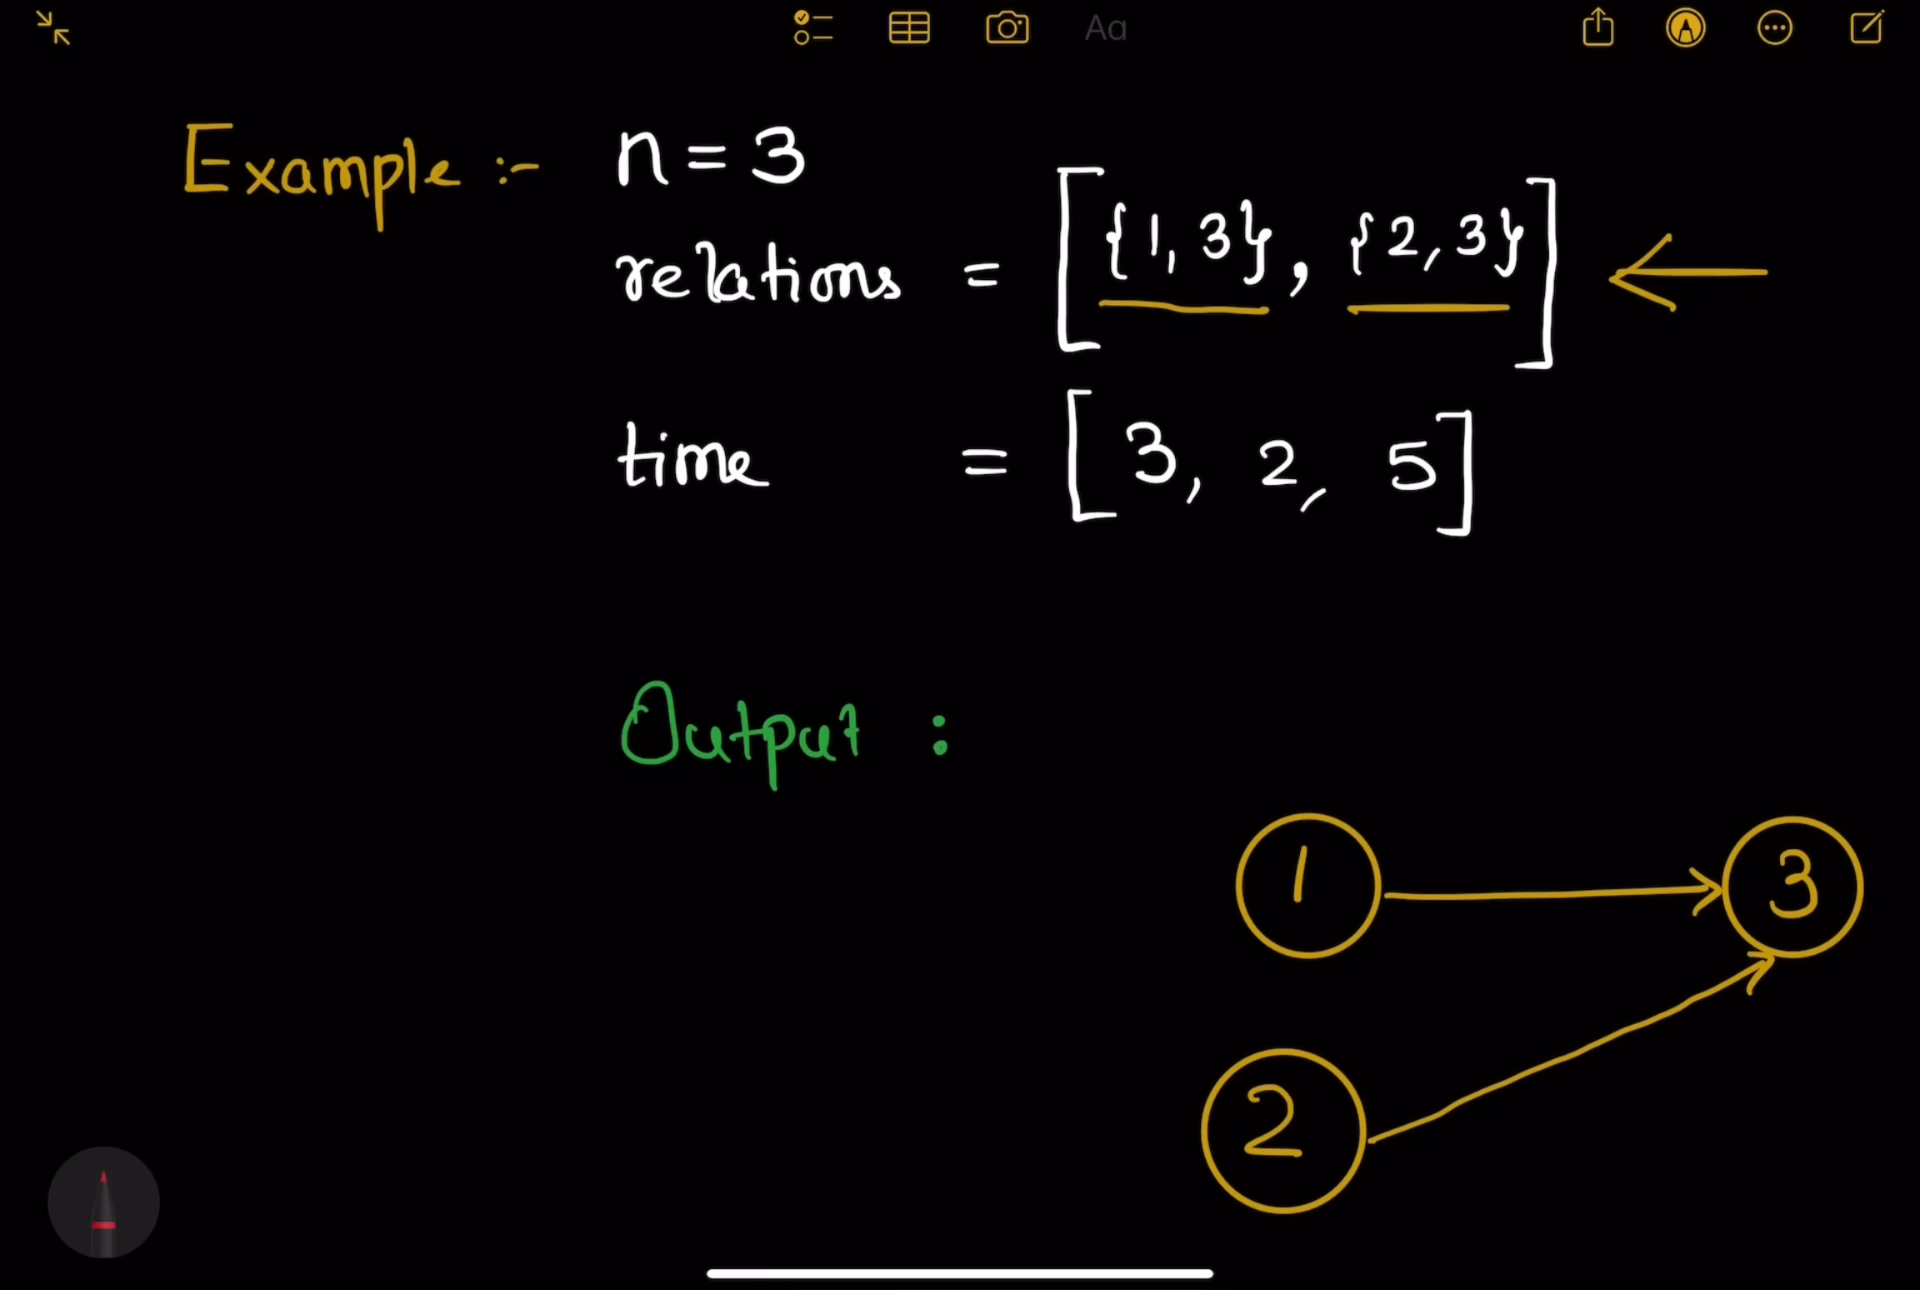 Aa
Example :- n = 3
relations = [{1, 3}, {2, 3}]
time = [3, 2, 5]
Output :
1 3
2